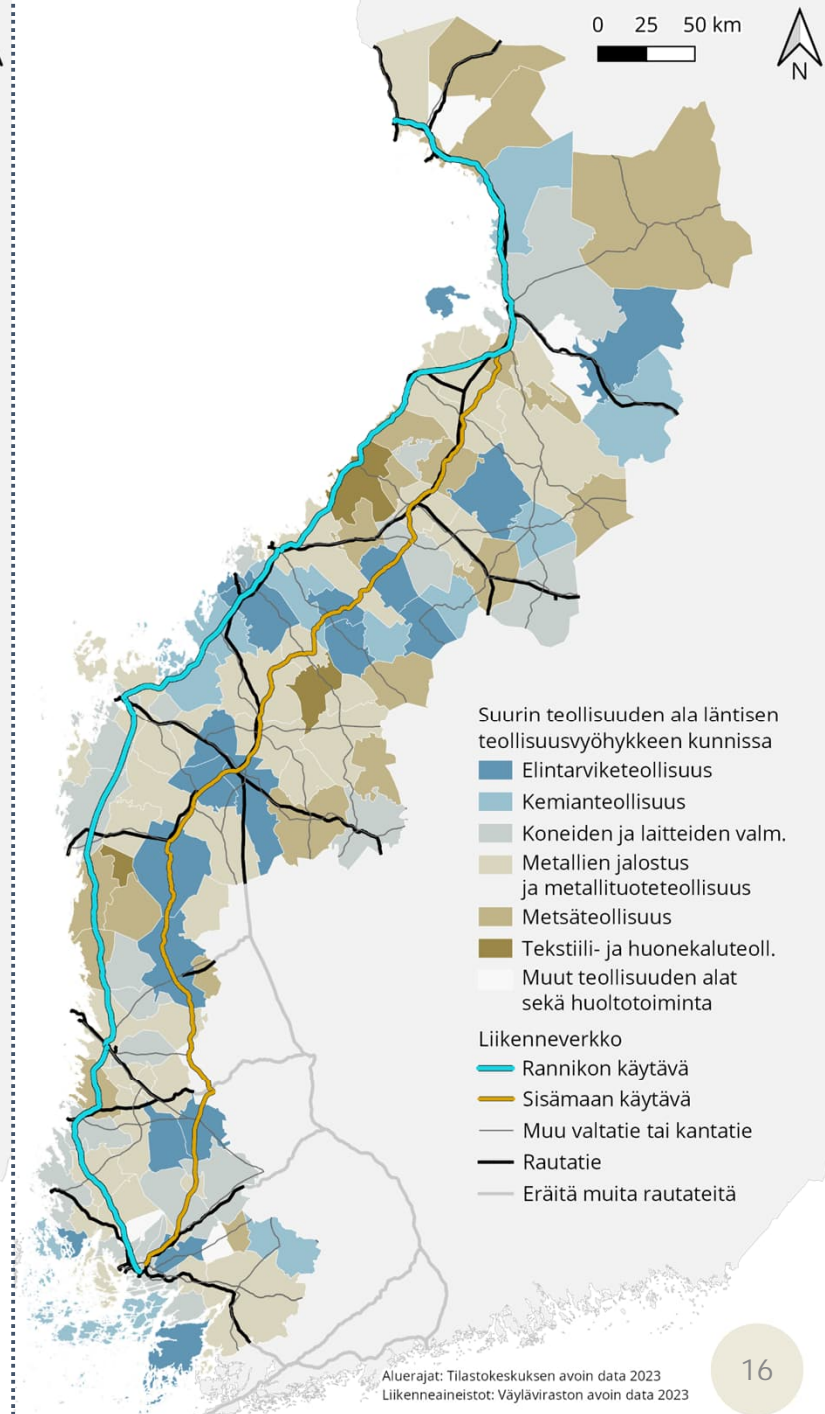 0 25 50 km
N
Suurin teollisuuden ala läntisen
teollisuusvyöhykkeen kunnissa
Elintarviketeollisuus
Kemianteollisuus
Koneiden ja laitteiden valm.
Metallien jalostus
ja metallituoteteollisuus
Metsäteollisuus
Tekstiili- ja huonekaluteoll.
Muut teollisuuden alat
sekä huoltotoiminta
Liikenneverkko
Rannikon käytävä
Sisämaan käytävä
Muu valtatie tai kantatie
Rautatie
Eräitä muita rautateitä
Aluerajat: Tilastokeskuksen avoin data 2023
Liikenneaineistot: Väyläviraston avoin data 2023
16